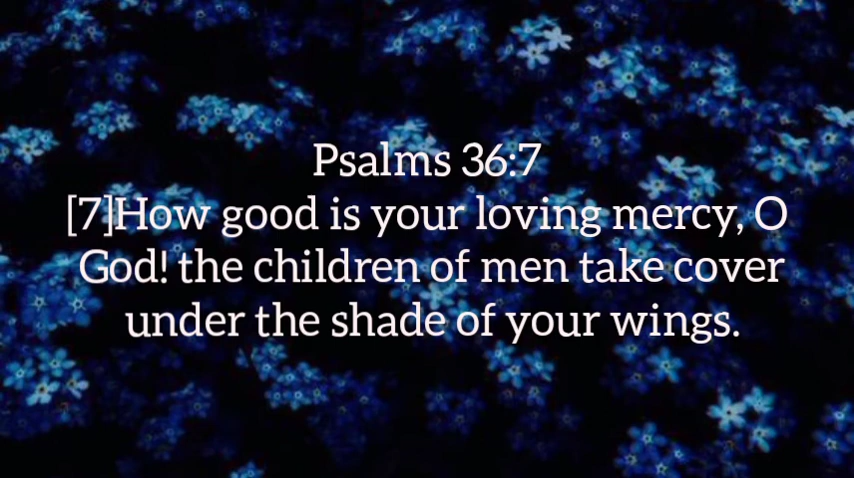 Psalms 36:7
[7]How good is your loving mercy, O
God! the children of men take cover
under the shade of your wings.